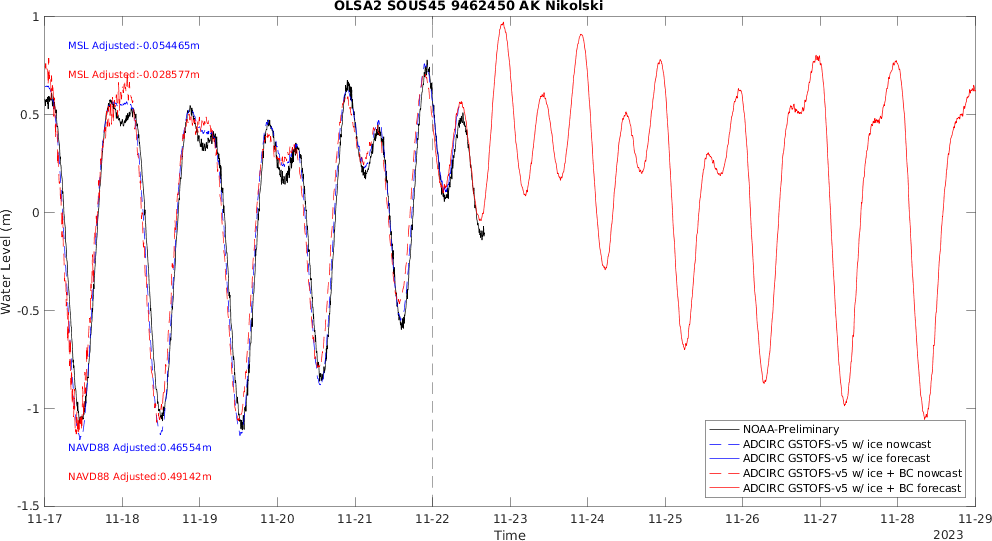 OLSA2 SOUS45 9462450 AK Nikolski
MSL Adjusted:-0.054465m
MSL Adjusted:-0.028577m
NAVD88 Adjusted:0.46554m
NAVD88 Adjusted:0.49142m
1
0.5
0
-0.5
-1
-1.5
Water Level (m)
NOAA-Preliminary
ADCIRC GSTOFS-v5 w/ ice nowcast
ADCIRC GSTOFS-v5 w/ ice forecast
ADCIRC GSTOFS-v5 w/ ice + BC nowcast
ADCIRC GSTOFS-v5 w/ ice + BC forecast
11-17 11-18 11-19 11-20 11-21 11-22 11-23 11-24 11-25 11-26 11-27 11-28 11-29
Time
2023